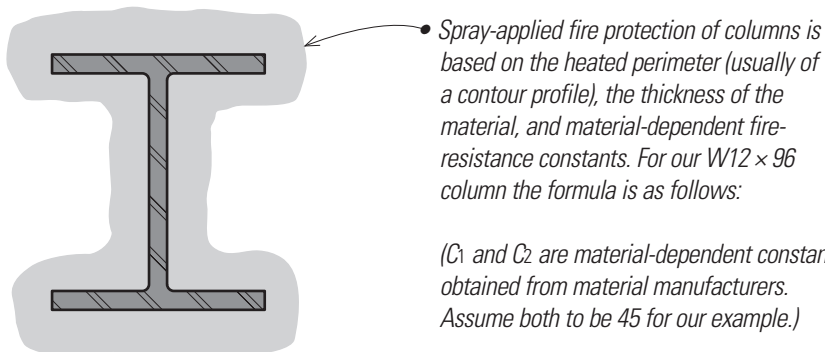 Spray-applied fire protection of columns is
based on the heated perimeter (usually of
a contour profile), the thickness of the
material, and material-dependent fire-
resistance constants. For our W12 × 96
column the formula is as follows:
(C1 and C2 are material-dependent constan
obtained from material manufacturers.
Assume both to be 45 for our example.)